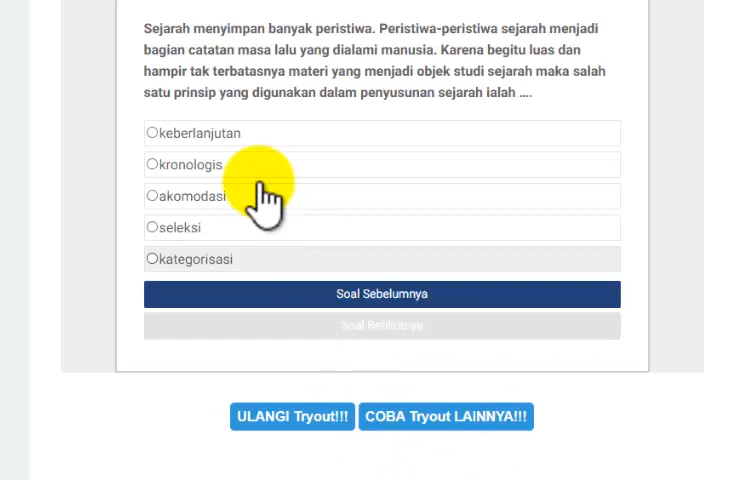 Sejarah menyimpan banyak peristiwa. Peristiwa-peristiwa sejarah menjadi
bagian catatan masa lalu yang dialami manusia. Karena begitu luas dan
hampir tak terbatasnya materi yang menjadi objek studi sejarah maka salah
satu prinsip yang digunakan dalam penyusunan sejarah ialah ....
keberlanjutan
kronologis
akomodasi
seleksi
kategorisasi
Soal Sebelumnya
Soal Berikutnya
ULANGI Tryout!!!
COBA Tryout LAINNYA!!!